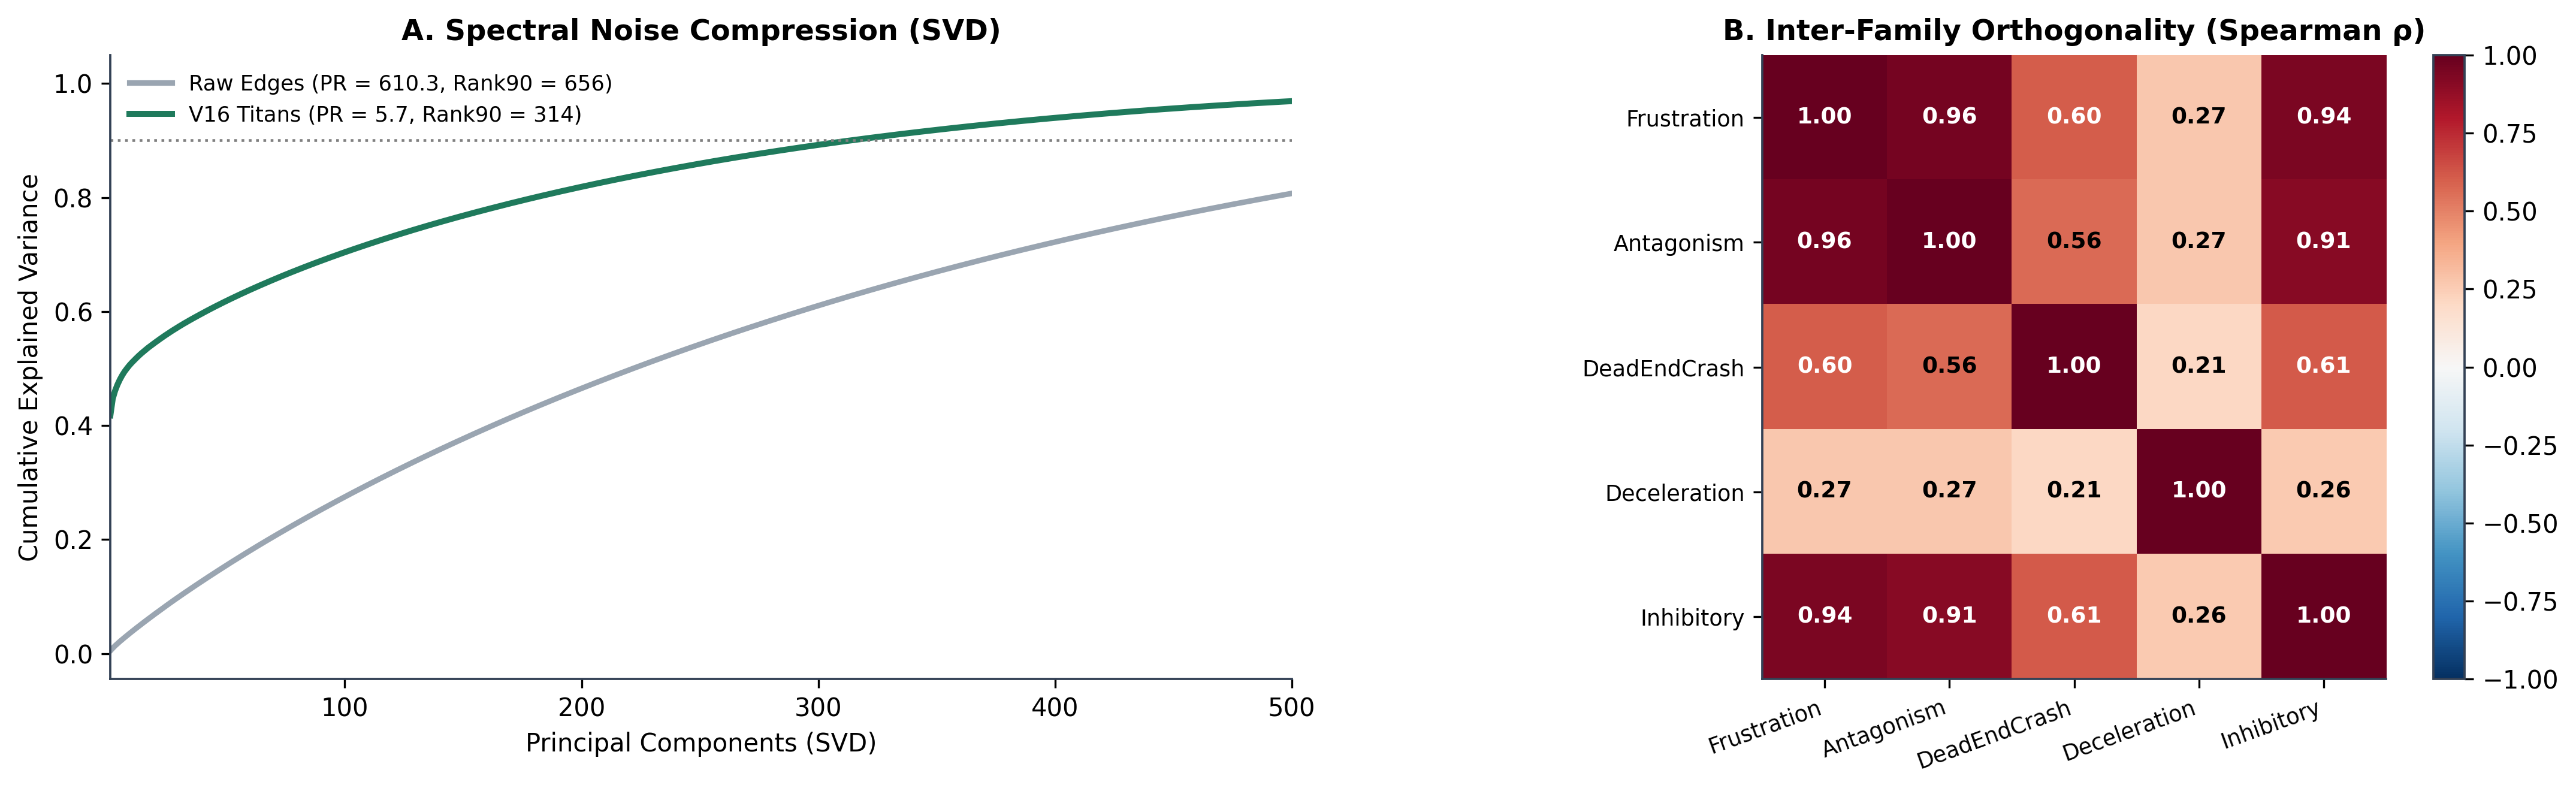 A. Spectral Noise Compression (SVD)
Raw Edges (PR = 610.3, Rank90 = 656)
V16 Titans (PR = 5.7, Rank90 = 314)
Cumulative Explained Variance
1.0
0.8
0.6
0.4
0.2
0.0
100 200 300 400 500
Principal Components (SVD)
B. Inter-Family Orthogonality (Spearman ρ)
Frustration 1.00 0.96 0.60 0.27 0.94
Antagonism 0.96 1.00 0.56 0.27 0.91
DeadEndCrash 0.60 0.56 1.00 0.21 0.61
Deceleration 0.27 0.27 0.21 1.00 0.26
Inhibitory 0.94 0.91 0.61 0.26 1.00
Frustration Antagonism DeadEndCrash Deceleration Inhibitory
1.00
0.75
0.50
0.25
0.00
−0.25
−0.50
−0.75
−1.00